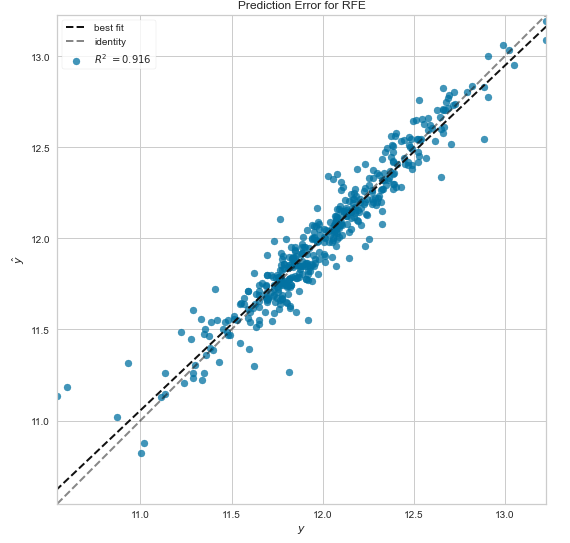 Prediction Error for RFE
best fit
identity
R² = 0.916
13.0
12.5
12.0
11.5
11.0
ŷ
11.0 11.5 12.0 12.5 13.0
y